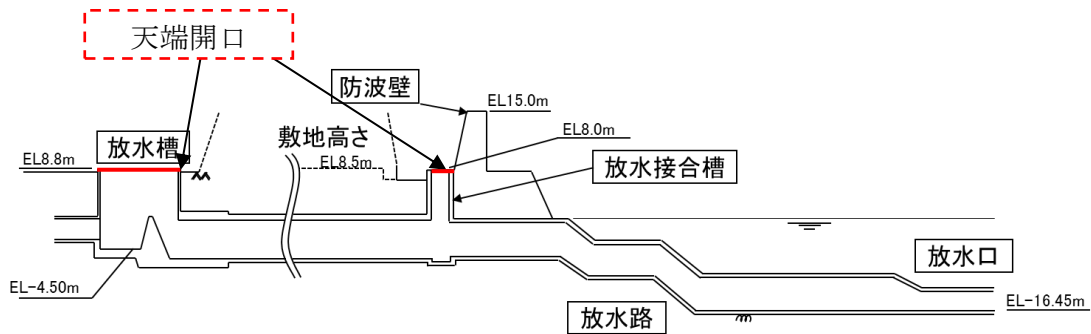 天端開口
防波壁
EL15.0m
放水槽
敷地高さ
EL8.0m
EL8.8m
EL8.5m
放水接合槽
放水口
EL-4.50m
EL-16.45m
放水路